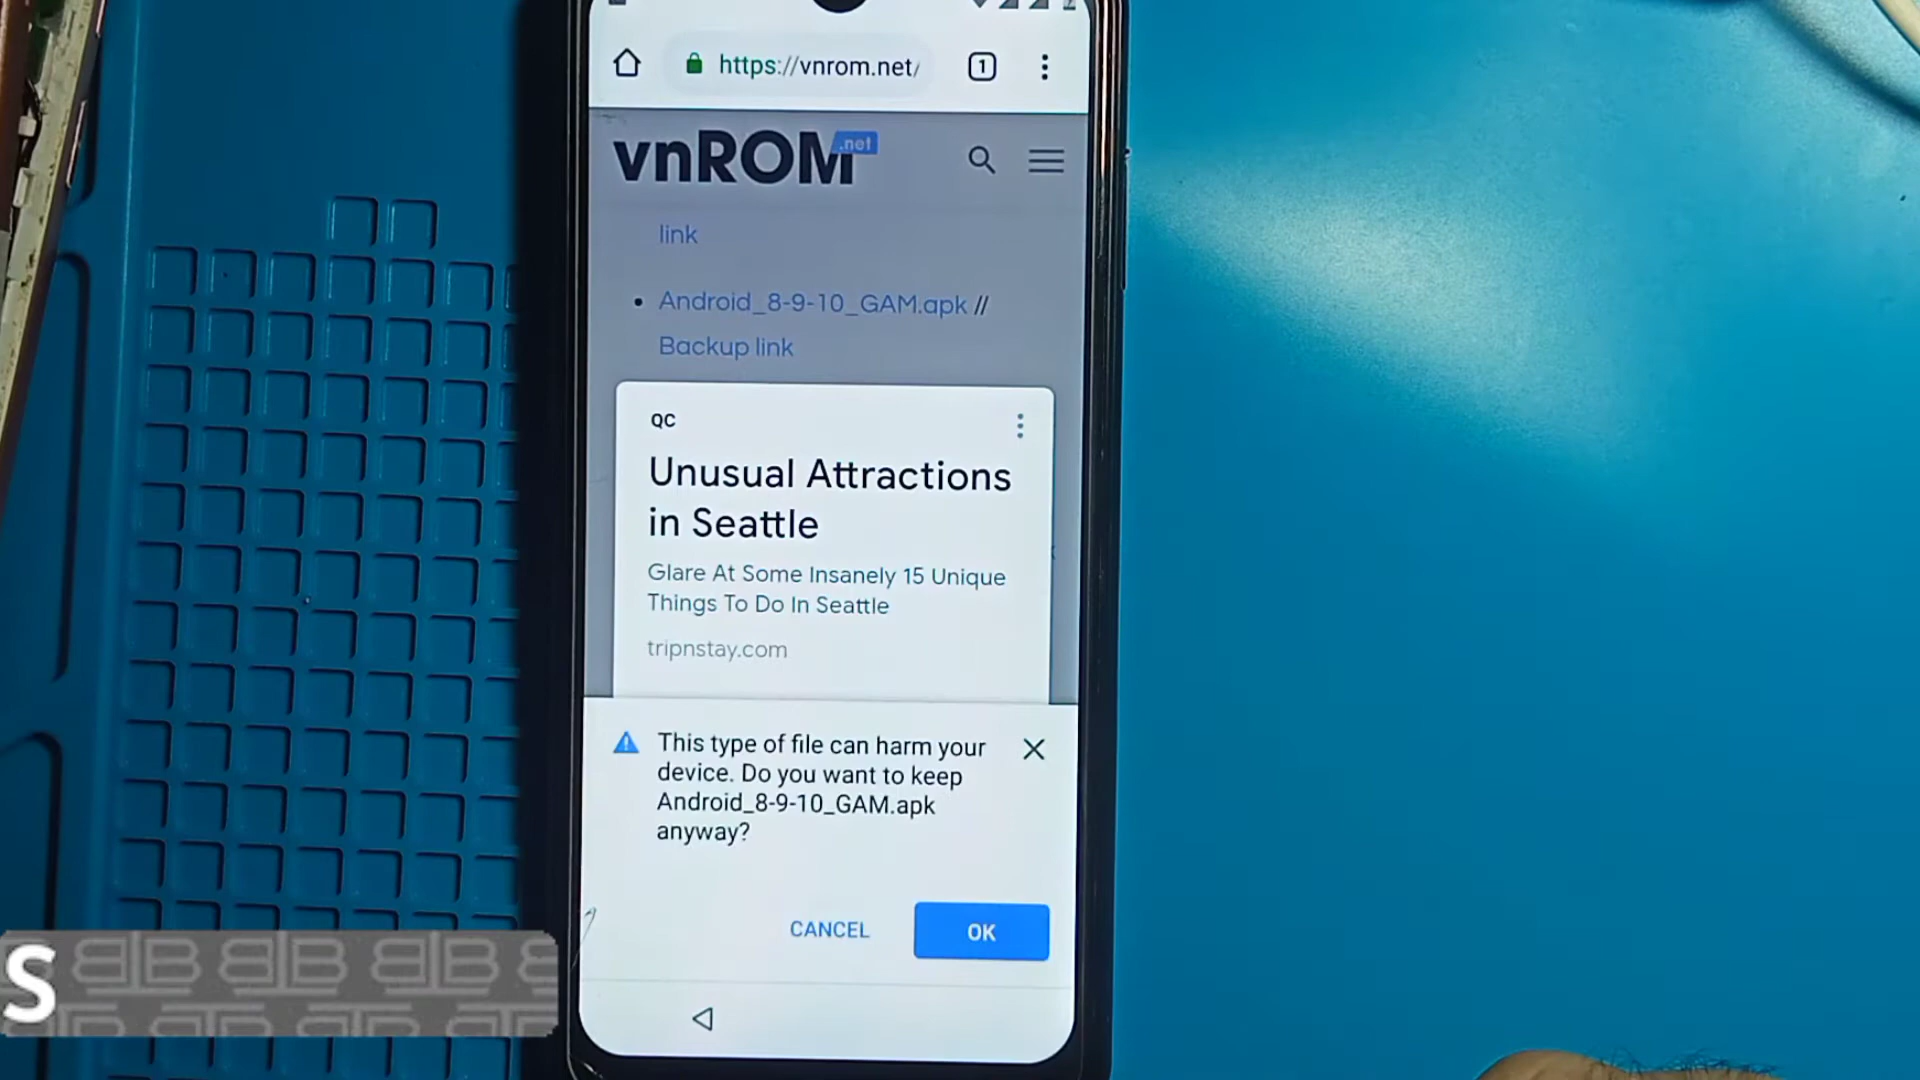 https://vnrom.net/
1
vnROM
.net
link
Android_8-9-10_GAM.apk //
Backup link
QC
Unusual Attractions
in Seattle
Glare At Some Insanely 15 Unique
Things To Do In Seattle
tripnstay.com
This type of file can harm your
device. Do you want to keep
Android_8-9-10_GAM.apk
anyway?
CANCEL
OK
S